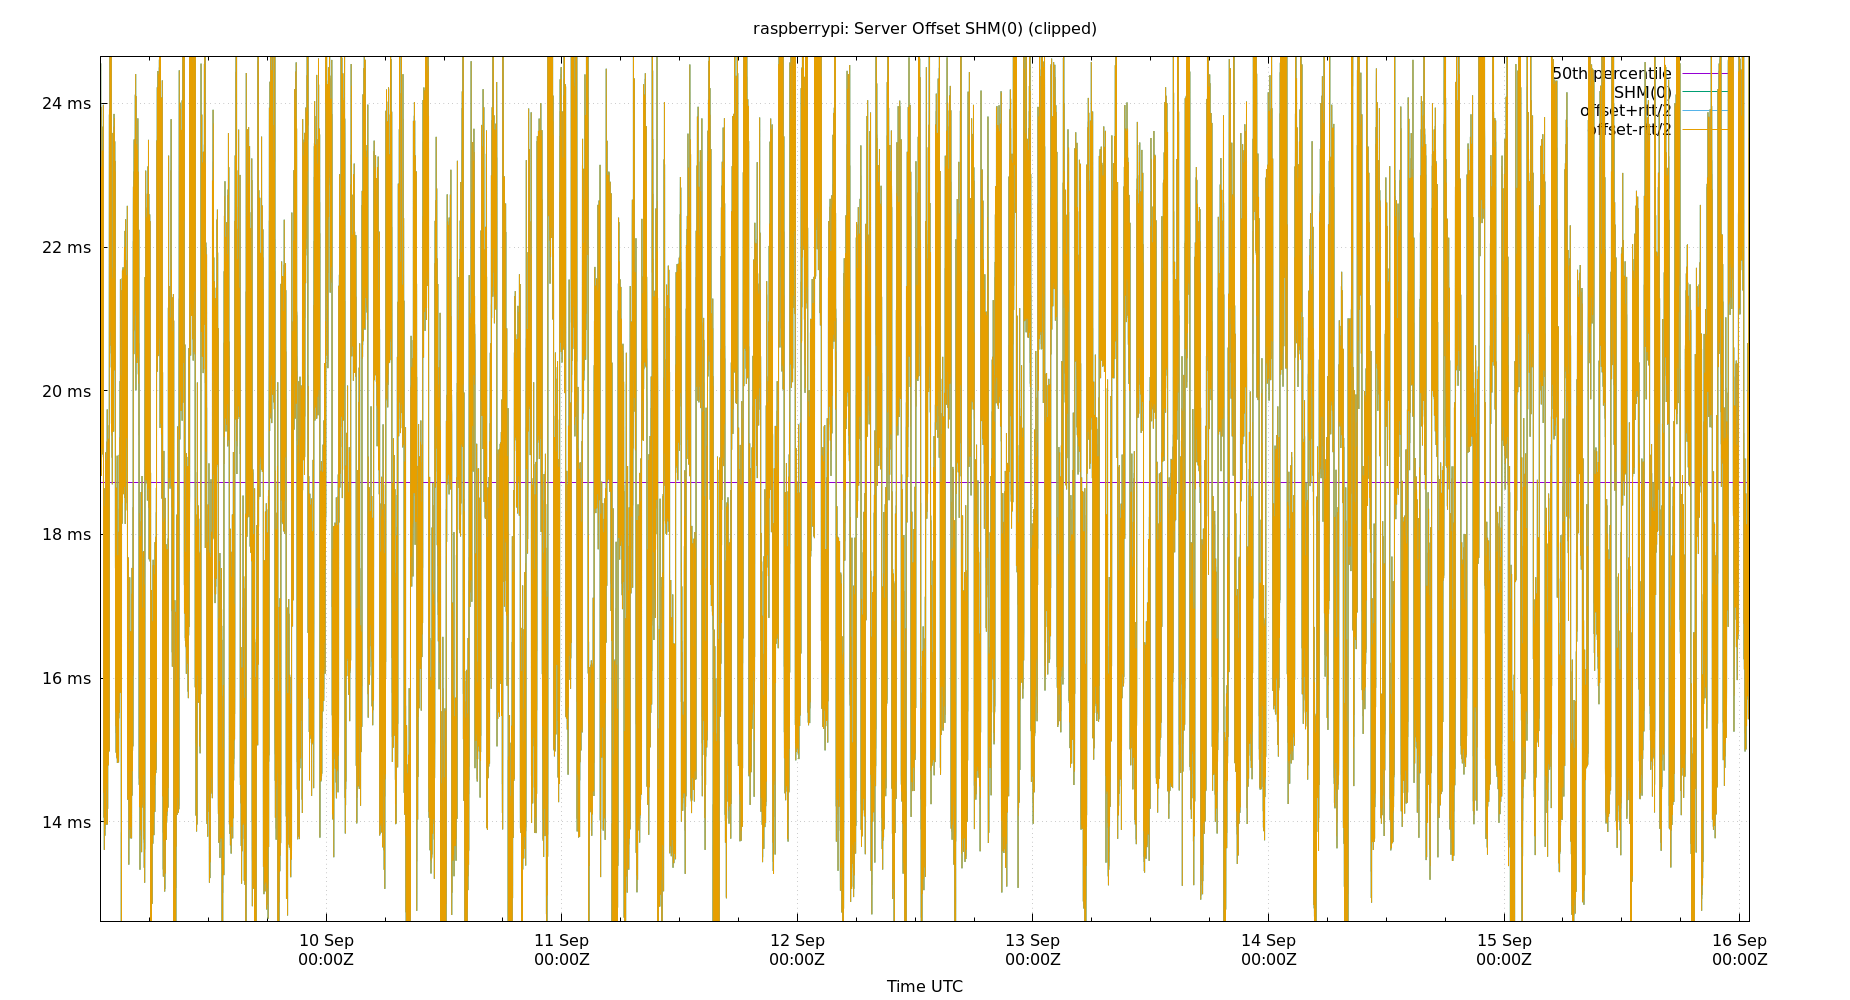 raspberrypi: Server Offset SHM(0) (clipped)
50th percentile
SHM(0)
offset+rtt/2
offset-rtt/2
24 ms
22 ms
20 ms
18 ms
16 ms
14 ms
10 Sep 11 Sep 12 Sep 13 Sep 14 Sep 15 Sep 16 Sep
00:00Z 00:00Z 00:00Z 00:00Z 00:00Z 00:00Z 00:00Z
Time UTC